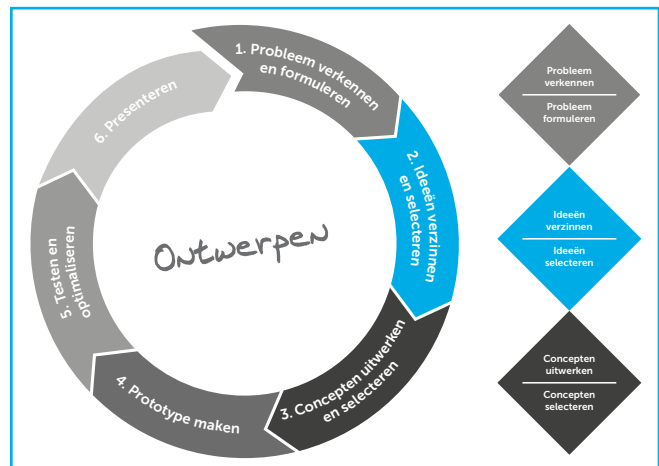 1. Probleem verkennen
en formuleren
2. Ideeën verzinnen
en selecteren
3. Concepten uitwerken
en selecteren
4. Prototype maken
5. Testen en
optimaliseren
6. Presenteren
Ontwerpen
Probleem
verkennen
Probleem
formuleren
Ideeën
verzinnen
Ideeën
selecteren
Concepten
uitwerken
Concepten
selecteren